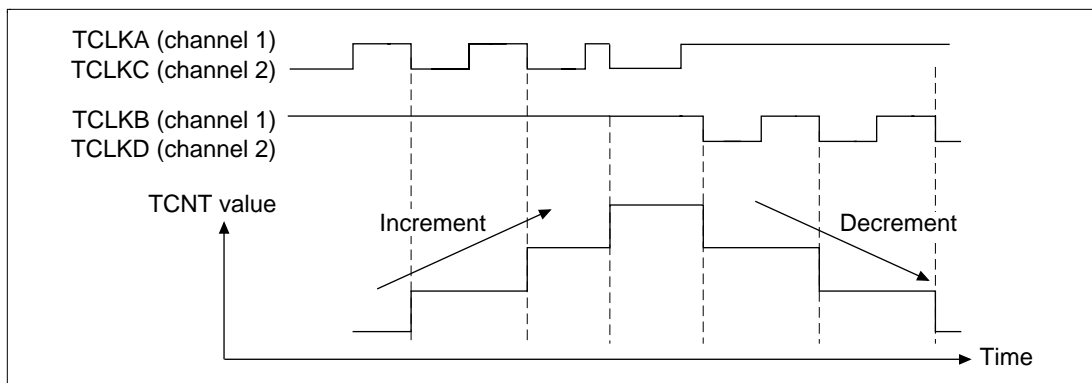 TCLKA (channel 1)
TCLKC (channel 2)
TCLKB (channel 1)
TCLKD (channel 2)
TCNT value
Increment
Decrement
Time